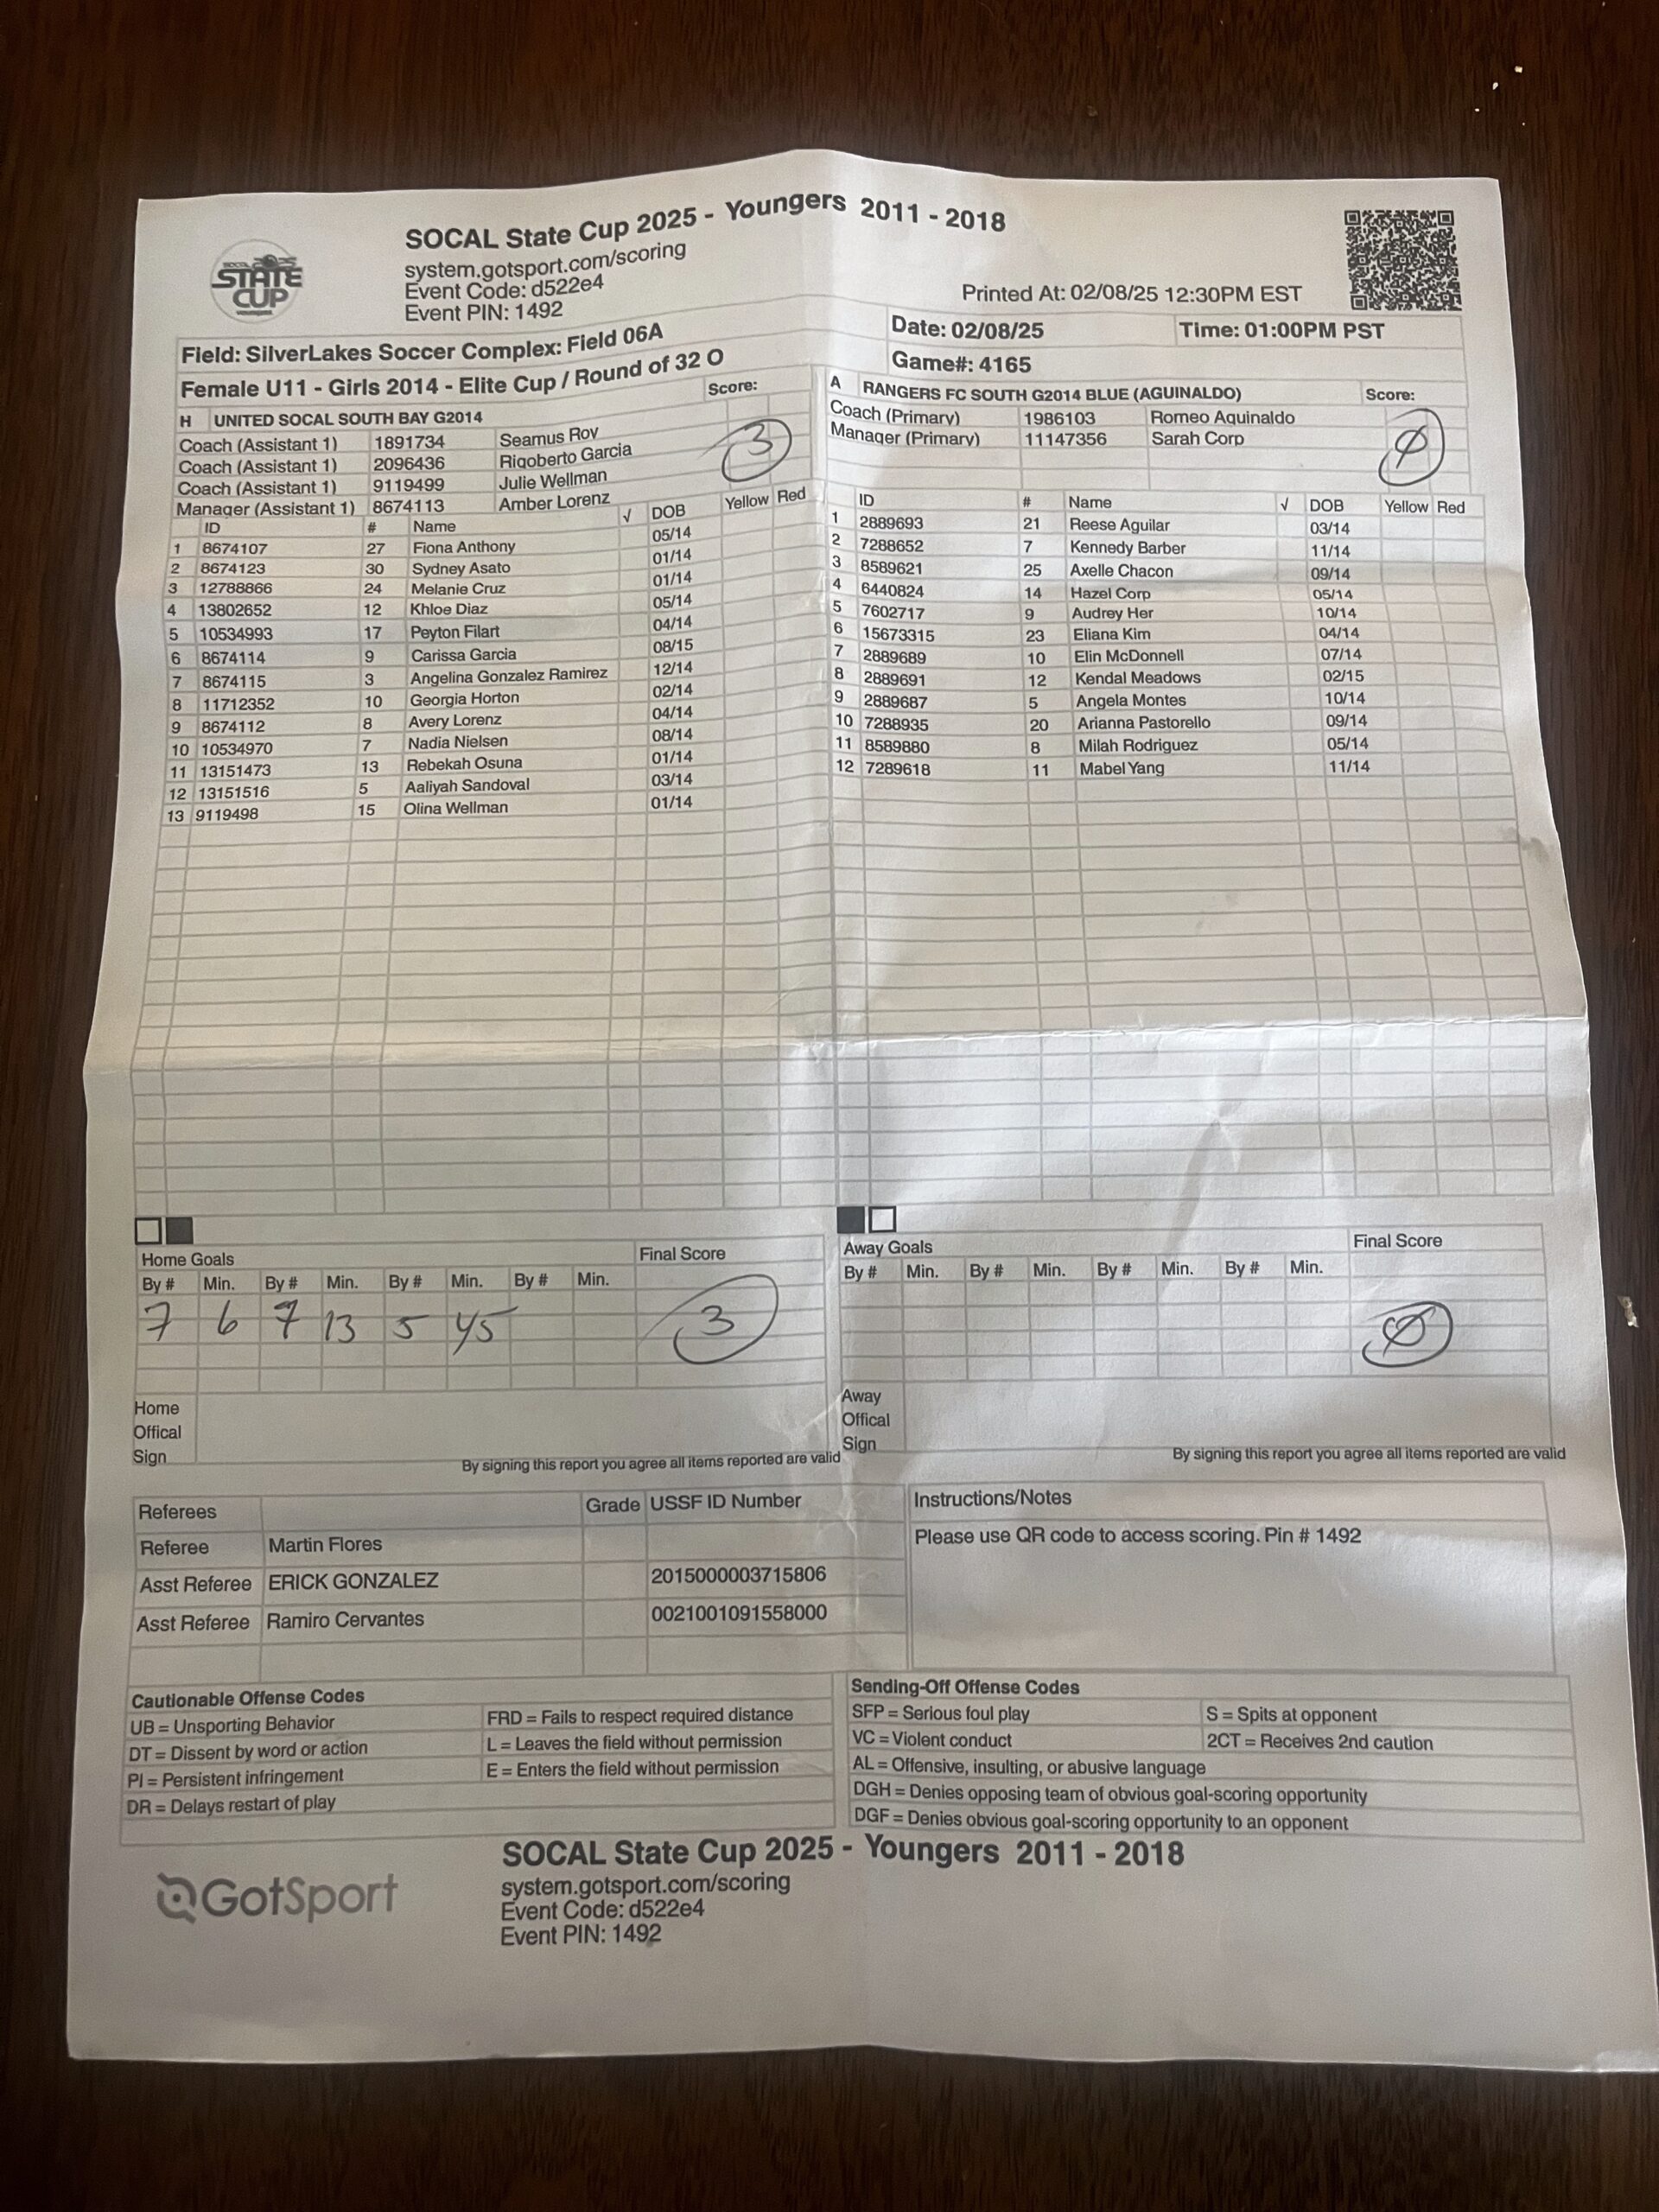 SOCAL State Cup 2025 - Youngers 2011 - 2018
STATE
CUP
system.gotsport.com/scoring
Event Code: d522e4
Event PIN: 1492
Printed At: 02/08/25 12:30PM EST
Field: SilverLakes Soccer Complex: Field 06A
Date: 02/08/25 Time: 01:00PM PST
Female U11 - Girls 2014 - Elite Cup / Round of 32 O
Game#: 4165
H UNITED SOCAL SOUTH BAY G2014 Score:
3
Coach (Assistant 1) 1891734 Seamus Roy
Coach (Assistant 1) 2096436 Rigoberto Garcia
Coach (Assistant 1) 9119499 Julie Wellman
Manager (Assistant 1) 8674113 Amber Lorenz
ID # Name √ DOB Yellow Red
1 8674107 27 Fiona Anthony 05/14
2 8674123 30 Sydney Asato 01/14
3 12788866 24 Melanie Cruz 01/14
4 13802652 12 Khloe Diaz 05/14
5 10534993 17 Peyton Filart 04/14
6 8674114 9 Carissa Garcia 08/15
7 8674115 3 Angelina Gonzalez Ramirez 12/14
8 11712352 10 Georgia Horton 02/14
9 8674112 8 Avery Lorenz 04/14
10 10534970 7 Nadia Nielsen 08/14
11 13151473 13 Rebekah Osuna 01/14
12 13151516 5 Aaliyah Sandoval 03/14
13 9119498 15 Olina Wellman 01/14
A RANGERS FC SOUTH G2014 BLUE (AGUINALDO) Score:
0
Coach (Primary) 1986103 Romeo Aquinaldo
Manager (Primary) 11147356 Sarah Corp
ID # Name √ DOB Yellow Red
1 2889693 21 Reese Aguilar 03/14
2 7288652 7 Kennedy Barber 11/14
3 8589621 25 Axelle Chacon 09/14
4 6440824 14 Hazel Corp 05/14
5 7602717 9 Audrey Her 10/14
6 15673315 23 Eliana Kim 04/14
7 2889689 10 Elin McDonnell 07/14
8 2889691 12 Kendal Meadows 02/15
9 2889687 5 Angela Montes 10/14
10 7288935 20 Arianna Pastorello 09/14
11 8589880 8 Milah Rodriguez 05/14
12 7289618 11 Mabel Yang 11/14
Home Goals Final Score
By # Min. By # Min. By # Min. By # Min.
7 6 7 13 5 45 3
Away Goals Final Score
By # Min. By # Min. By # Min. By # Min.
0
Home
Offical
Sign
By signing this report you agree all items reported are valid
Away
Offical
Sign
By signing this report you agree all items reported are valid
Referees Grade USSF ID Number
Referee Martin Flores
Asst Referee ERICK GONZALEZ 2015000003715806
Asst Referee Ramiro Cervantes 0021001091558000
Instructions/Notes
Please use QR code to access scoring. Pin # 1492
Cautionable Offense Codes
UB = Unsporting Behavior FRD = Fails to respect required distance
DT = Dissent by word or action L = Leaves the field without permission
PI = Persistent infringement E = Enters the field without permission
DR = Delays restart of play
Sending-Off Offense Codes
SFP = Serious foul play S = Spits at opponent
VC = Violent conduct 2CT = Receives 2nd caution
AL = Offensive, insulting, or abusive language
DGH = Denies opposing team of obvious goal-scoring opportunity
DGF = Denies obvious goal-scoring opportunity to an opponent
GotSport
SOCAL State Cup 2025 - Youngers 2011 - 2018
system.gotsport.com/scoring
Event Code: d522e4
Event PIN: 1492